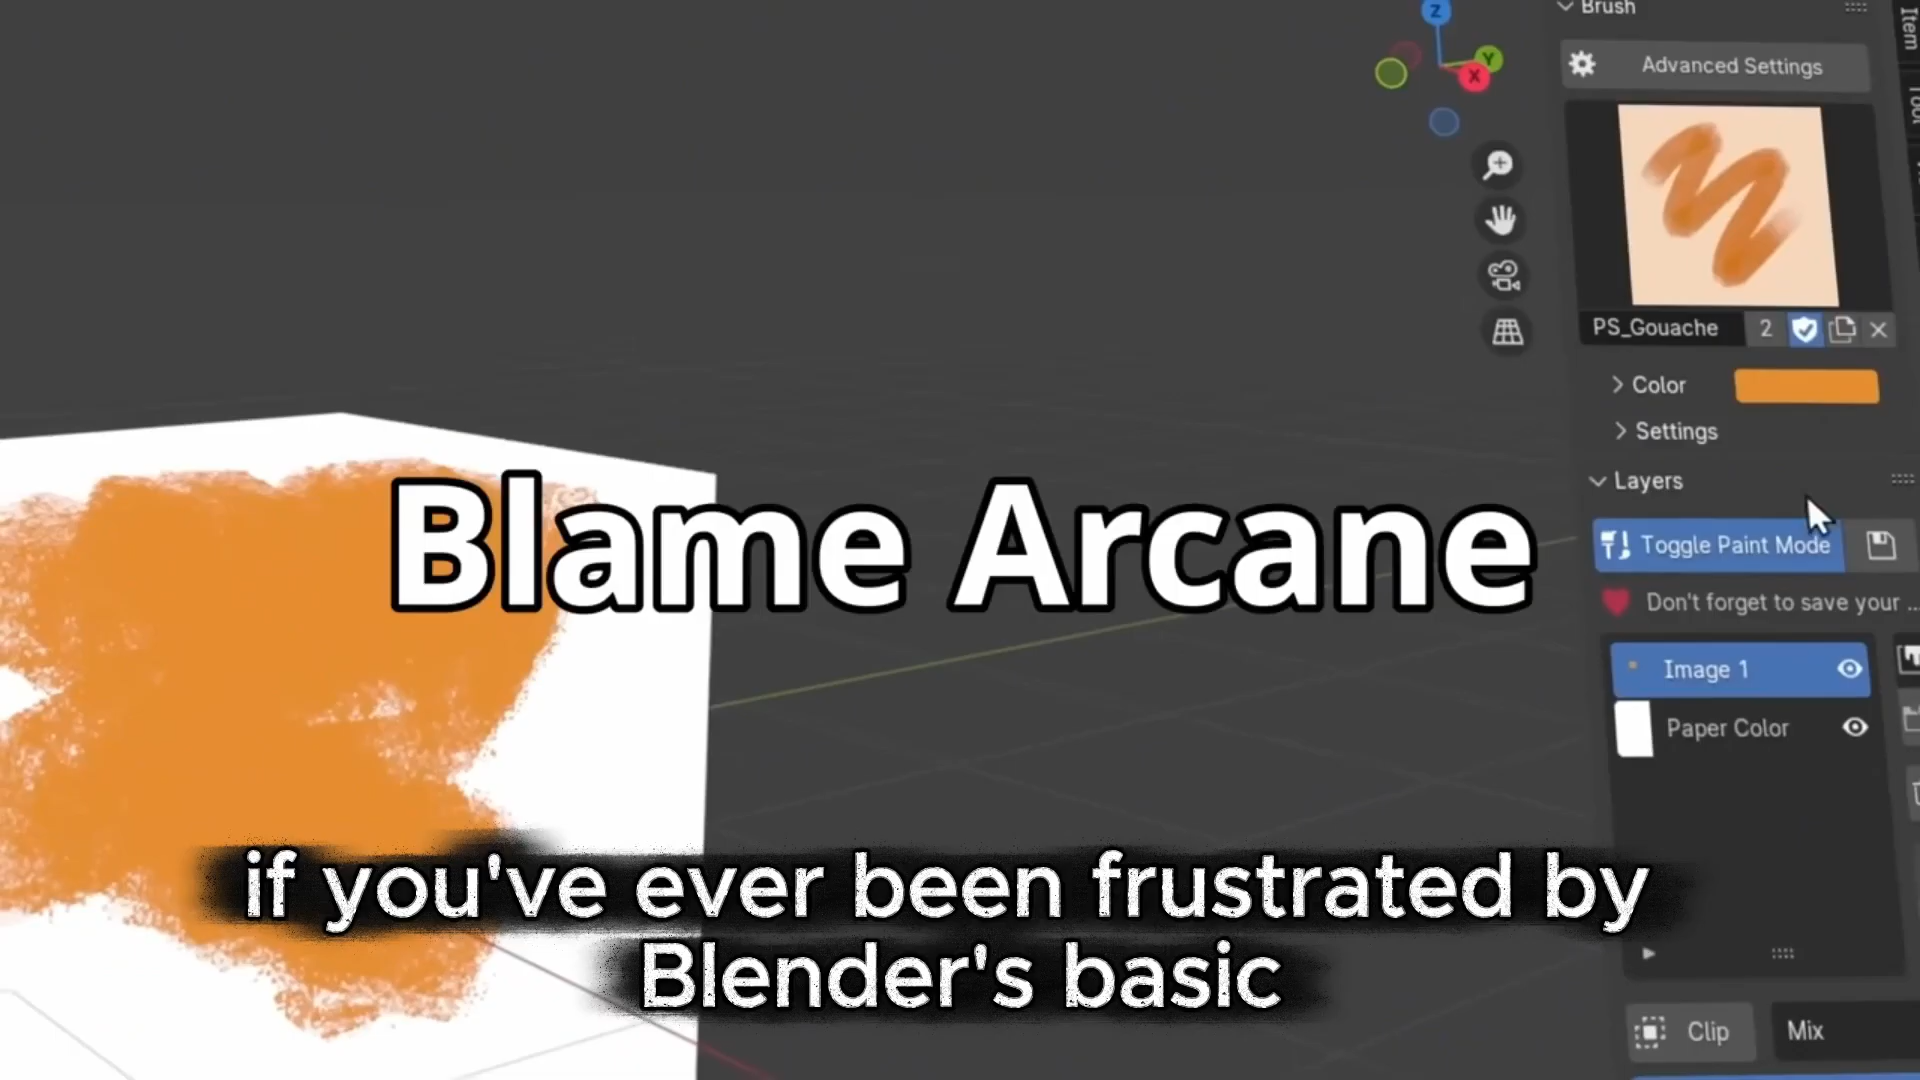 Brush
Item
Advanced Settings
Z
Y
X
PS_Gouache 2
Color
Settings
Layers
Toggle Paint Mode
Don't forget to save your ...
Image 1
Paper Color
Clip Mix
Blame Arcane
if you've ever been frustrated by
Blender's basic